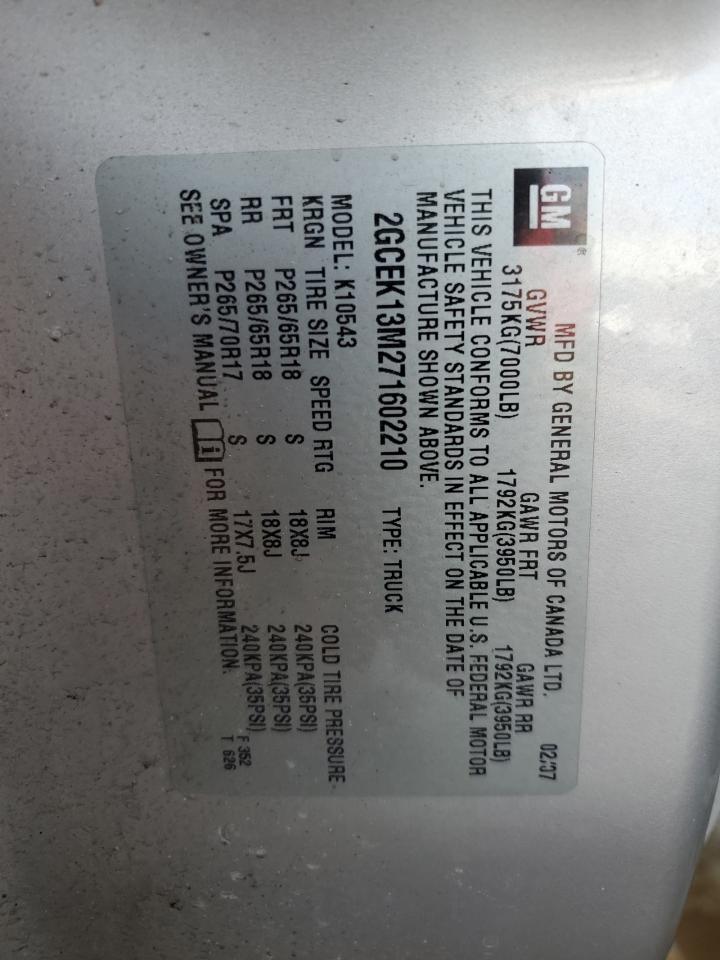 GM®
MFD BY GENERAL MOTORS OF CANADA LTD. 02/07
GVWR GAWR FRT GAWR RR
3175KG(7000LB) 1792KG(3950LB) 1792KG(3950LB)
THIS VEHICLE CONFORMS TO ALL APPLICABLE U.S. FEDERAL MOTOR
VEHICLE SAFETY STANDARDS IN EFFECT ON THE DATE OF
MANUFACTURE SHOWN ABOVE.
2GCEK13M271602210 TYPE: TRUCK
MODEL: K10543
KRGN TIRE SIZE SPEED RTG RIM COLD TIRE PRESSURE
FRT P265/65R18 S 18X8J 240KPA(35PSI)
RR P265/65R18 S 18X8J 240KPA(35PSI)
SPA P265/70R17 S 17X7.5J 240KPA(35PSI) F 352
SEE OWNER'S MANUAL i FOR MORE INFORMATION. T 626